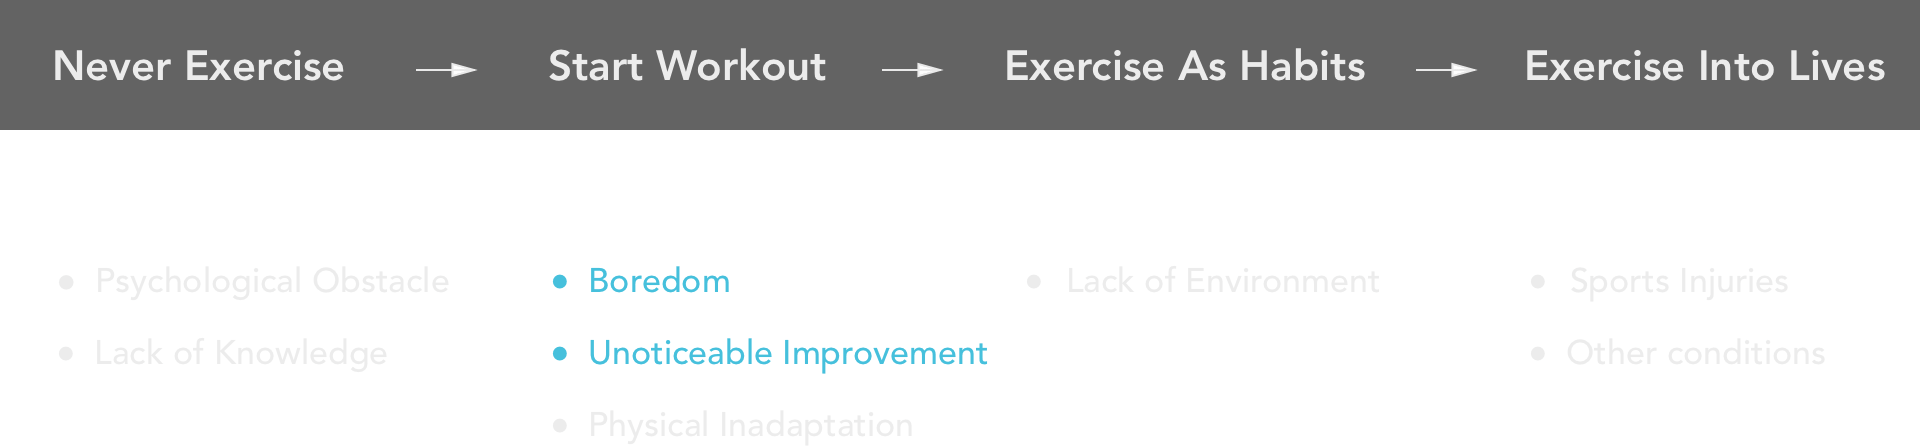 Never Exercise → Start Workout → Exercise As Habits → Exercise Into Lives
• Psychological Obstacle
• Lack of Knowledge
• Boredom
• Unoticeable Improvement
• Physical Inadaptation
• Lack of Environment
• Sports Injuries
• Other conditions